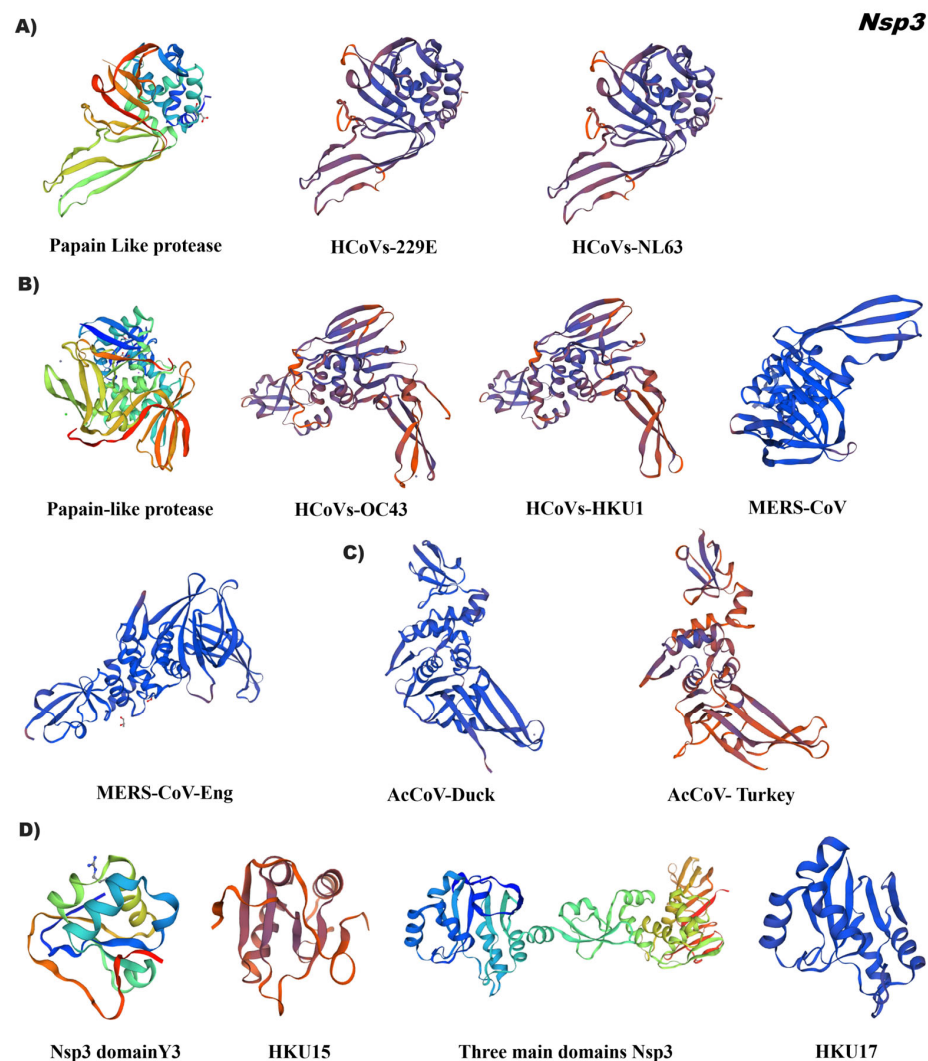 A)
Nsp3
Papain Like protease
HCoVs-229E
HCoVs-NL63
B)
Papain-like protease
HCoVs-OC43
HCoVs-HKU1
MERS-CoV
C)
MERS-CoV-Eng
AcCoV-Duck
AcCoV- Turkey
D)
Nsp3 domainY3
HKU15
Three main domains Nsp3
HKU17